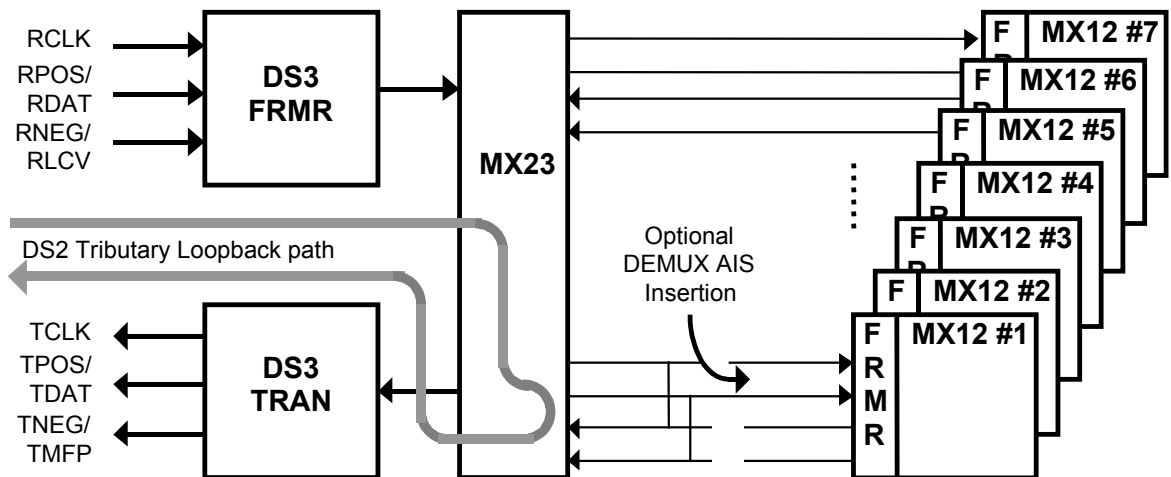 RCLK
RPOS/
RDAT
RNEG/
RLCV
DS3
FRMR
MX23
F
R
MX12 #7
F
MX12 #6
F
R
MX12 #5
F
R
MX12 #4
F
R
MX12 #3
F
MX12 #2
F
R
M
R
MX12 #1
DS2 Tributary Loopback path
Optional
DEMUX AIS
Insertion
TCLK
TPOS/
TDAT
TNEG/
TMFP
DS3
TRAN